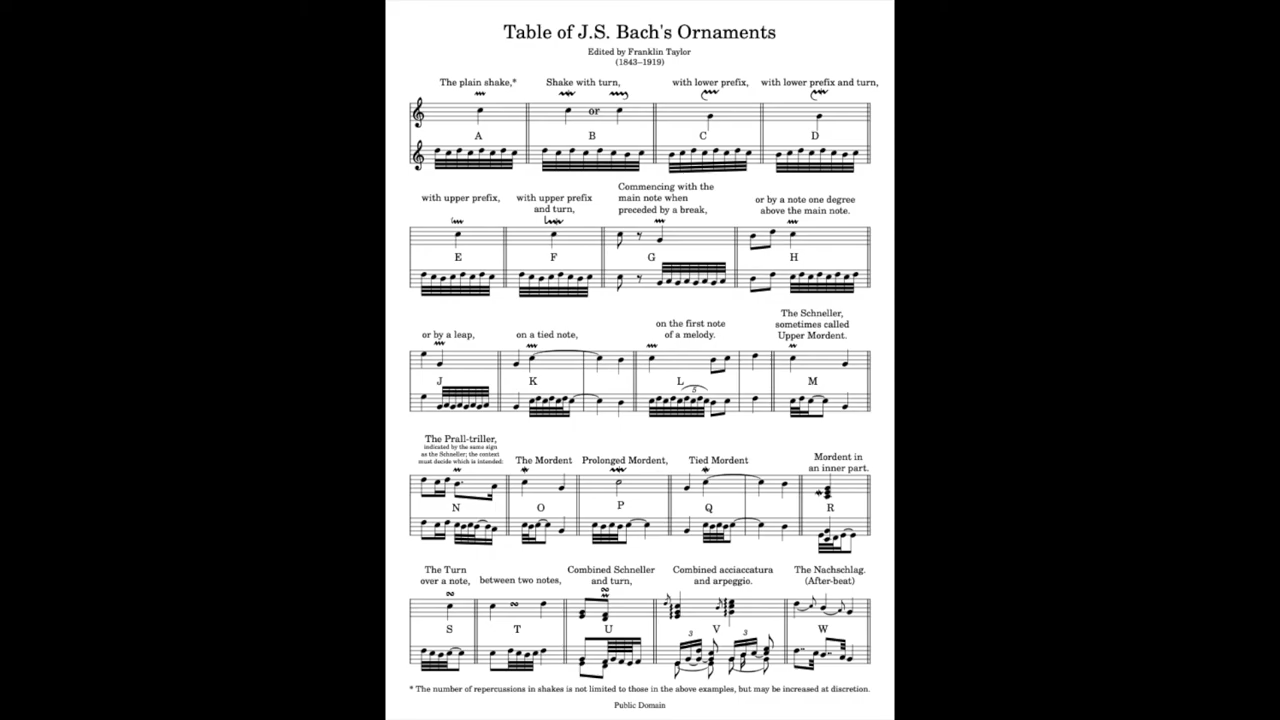 Table of J.S. Bach's Ornaments
Edited by Franklin Taylor
(1843–1919)
The plain shake,*
Shake with turn,
with lower prefix,
with lower prefix and turn,
or
A
B
C
D
with upper prefix,
with upper prefix
and turn,
Commencing with the
main note when
preceded by a break,
or by a note one degree
above the main note.
E
F
G
H
or by a leap,
on a tied note,
on the first note
of a melody.
The Schneller,
sometimes called
Upper Mordent.
J
K
L
M
5
The Prall-triller,
indicated by the same sign
as the Schneller; the context
must decide which is intended:
The Mordent
Prolonged Mordent,
Tied Mordent
Mordent in
an inner part.
N
O
P
Q
R
The Turn
over a note,
between two notes,
Combined Schneller
and turn,
Combined acciaccatura
and arpeggio.
The Nachschlag.
(After-beat)
S
T
U
V
W
3
3
* The number of repercussions in shakes is not limited to those in the above examples, but may be increased at discretion.
Public Domain